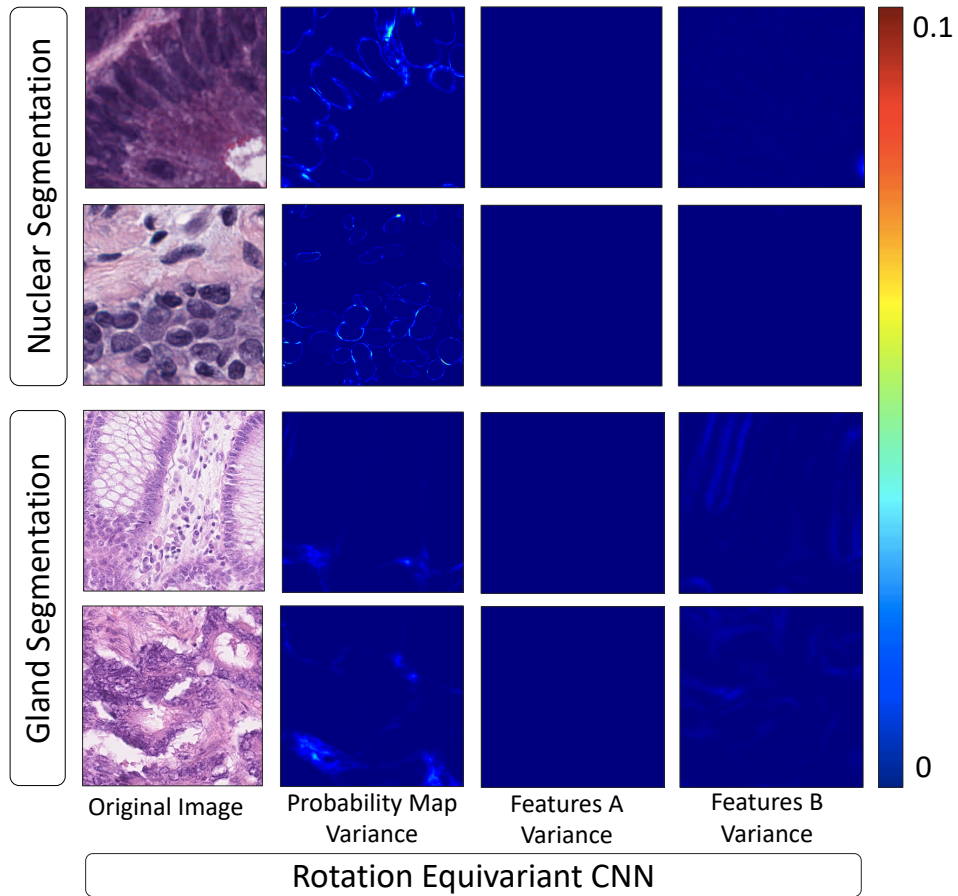 Nuclear Segmentation
Gland Segmentation
0.1
0
Original Image
Probability Map
Variance
Features A
Variance
Features B
Variance
Rotation Equivariant CNN